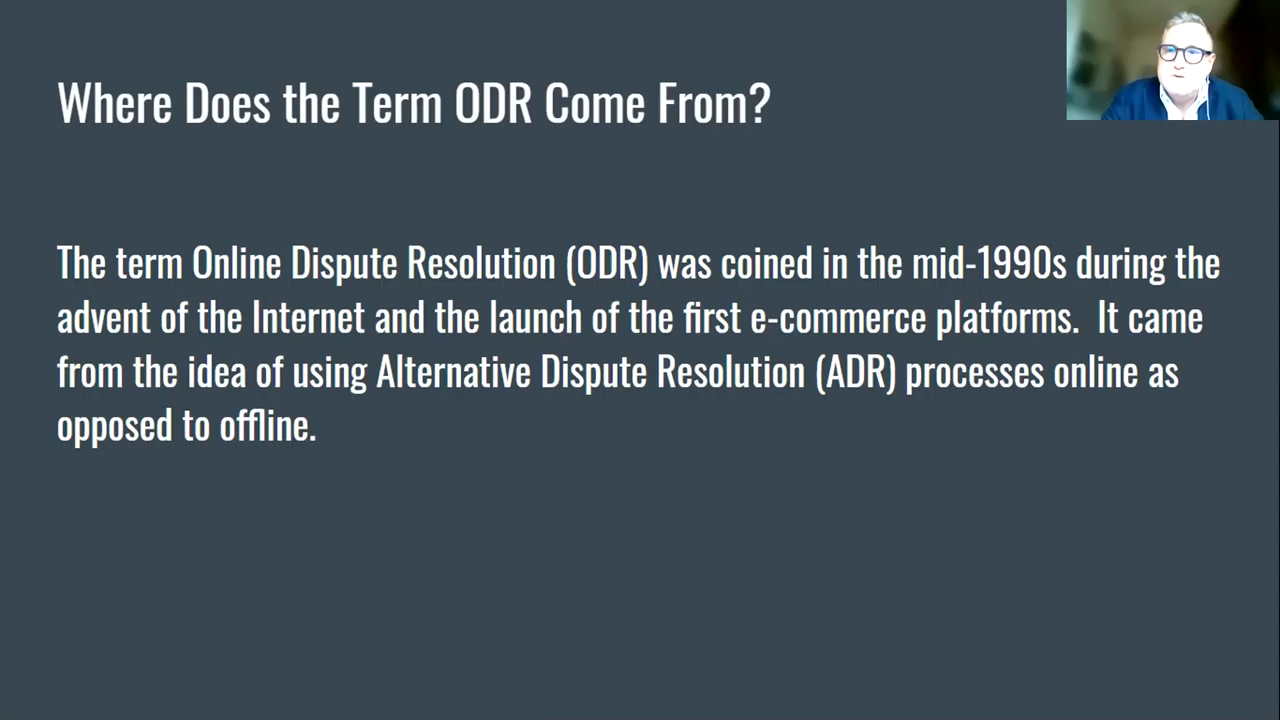 Where Does the Term ODR Come From?
The term Online Dispute Resolution (ODR) was coined in the mid-1990s during the
advent of the Internet and the launch of the first e-commerce platforms.  It came
from the idea of using Alternative Dispute Resolution (ADR) processes online as
opposed to offline.